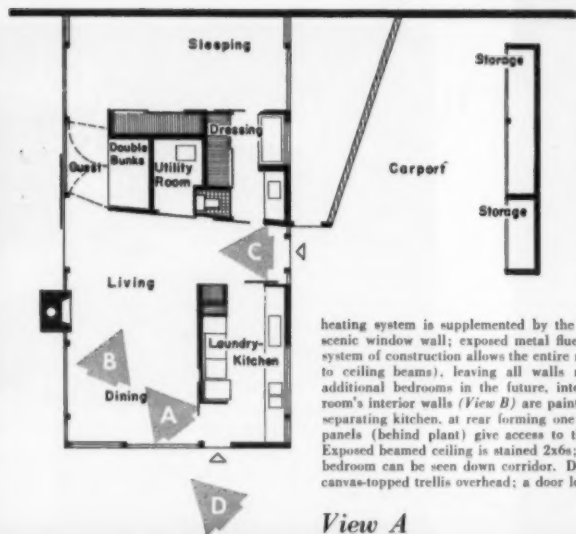 Sleeping
Storage
Dressing
Double
Bunks
Guest
Utility
Room
Carport
Storage
C
Living
Laundry-
Kitchen
B
Dining
A
D
heating system is supplemented by the
scenic window wall; exposed metal flue
system of construction allows the entire
to ceiling beams), leaving all walls
additional bedrooms in the future, inte
room's interior walls (View B) are paint
separating kitchen, at rear forming one
panels (behind plant) give access to t
Exposed beamed ceiling is stained 2x6s;
bedroom can be seen down corridor. D
canvas-topped trellis overhead; a door le
View A